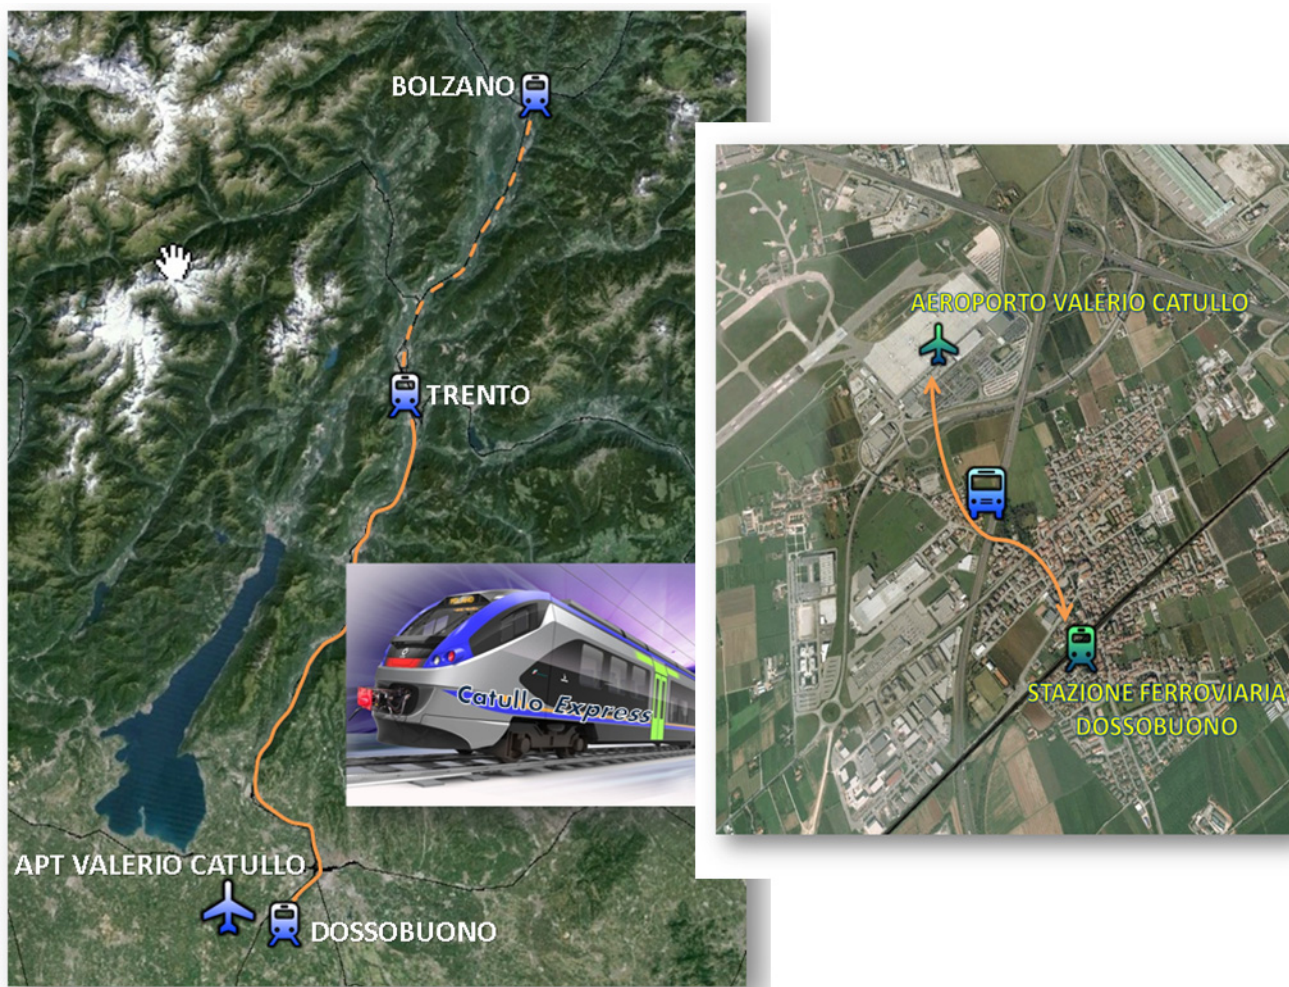 BOLZANO
TRENTO
Catullo Express
APT VALERIO CATULLO
DOSSOBUONO
AEROPORTO VALERIO CATULLO
STAZIONE FERROVIARIA
DOSSOBUONO